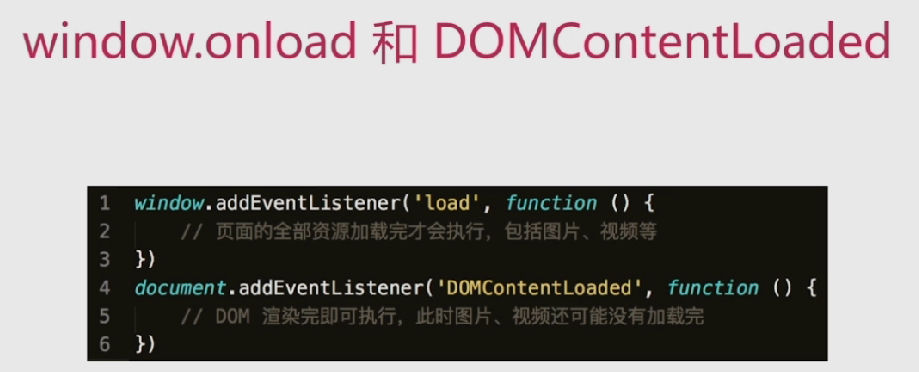 window.onload 和 DOMContentLoaded
1 window.addEventListener('load', function () {
2 // 页面的全部资源加载完才会执行，包括图片、视频等
3 })
4 document.addEventListener('DOMContentLoaded', function () {
5 // DOM 渲染完即可执行，此时图片、视频还可能没有加载完
6 })